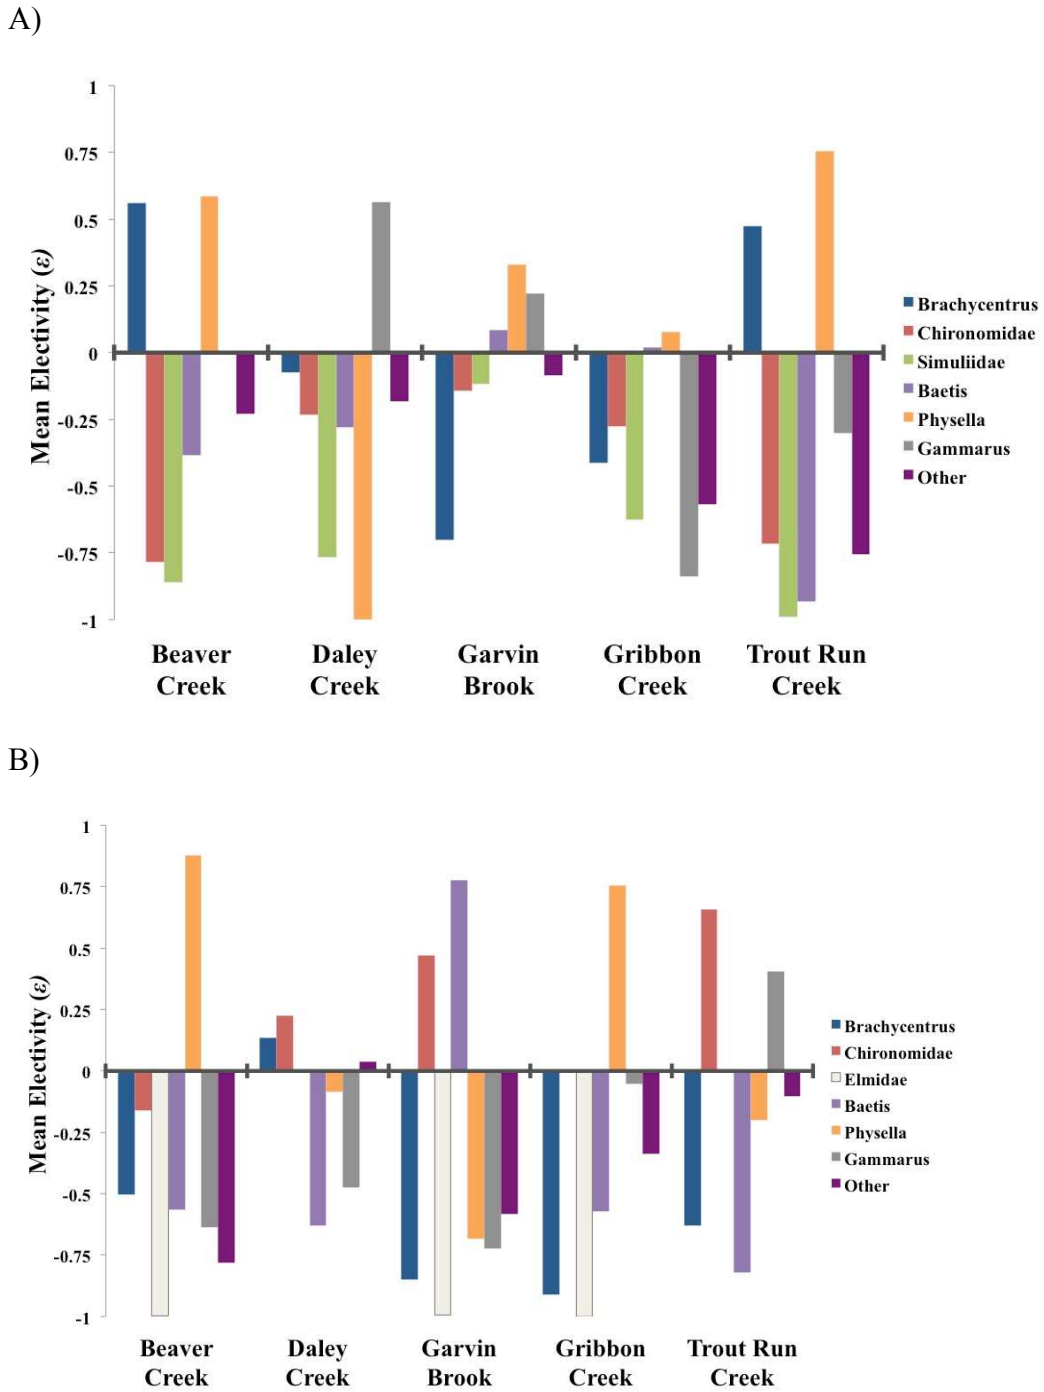 A)
1
0.75
0.5
0.25
0
-0.25
-0.5
-0.75
-1
Mean Electivity (ε)
Beaver Creek
Daley Creek
Garvin Brook
Gribbon Creek
Trout Run Creek
Brachycentrus
Chironomidae
Simuliidae
Baetis
Physella
Gammarus
Other
B)
1
0.75
0.5
0.25
0
-0.25
-0.5
-0.75
-1
Mean Electivity (ε)
Beaver Creek
Daley Creek
Garvin Brook
Gribbon Creek
Trout Run Creek
Brachycentrus
Chironomidae
Elmidae
Baetis
Physella
Gammarus
Other